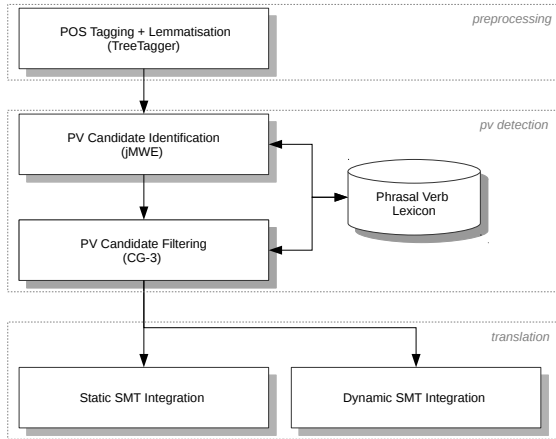 preprocessing
POS Tagging + Lemmatisation
(TreeTagger)
pv detection
PV Candidate Identification
(jMWE)
Phrasal Verb
Lexicon
PV Candidate Filtering
(CG-3)
translation
Static SMT Integration
Dynamic SMT Integration